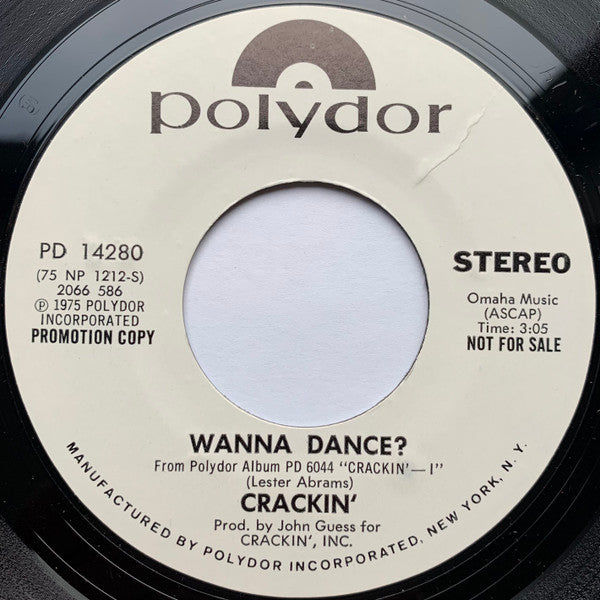 polydor
PD 14280
(75 NP 1212-S)
2066 586
Ⓟ 1975 POLYDOR
INCORPORATED
PROMOTION COPY
STEREO
Omaha Music
(ASCAP)
Time: 3:05
NOT FOR SALE
WANNA DANCE?
From Polydor Album PD 6044 "CRACKIN'—I"
(Lester Abrams)
CRACKIN'
Prod. by John Guess for
CRACKIN', INC.
MANUFACTURED BY POLYDOR INCORPORATED, NEW YORK, N. Y.